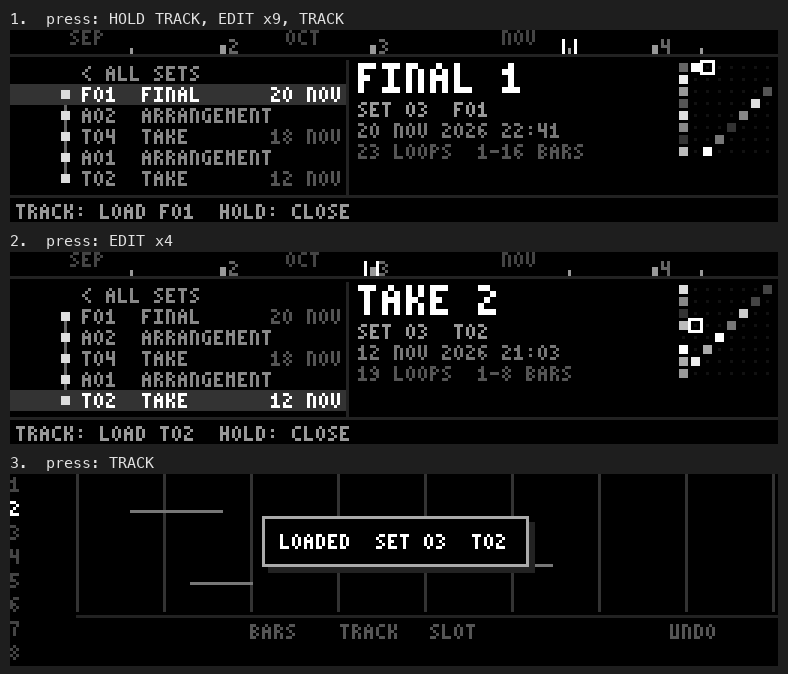 1.  press: HOLD TRACK, EDIT x9, TRACK
SEP 2 OCT 3 NOV 4
< ALL SETS
F01 FINAL 20 NOV
A02 ARRANGEMENT
T04 TAKE 18 NOV
A01 ARRANGEMENT
T02 TAKE 12 NOV
FINAL 1
SET 03 F01
20 NOV 2026 22:41
23 LOOPS 1-16 BARS
TRACK: LOAD F01 HOLD: CLOSE
2.  press: EDIT x4
SEP 2 OCT 3 NOV 4
< ALL SETS
F01 FINAL 20 NOV
A02 ARRANGEMENT
T04 TAKE 18 NOV
A01 ARRANGEMENT
T02 TAKE 12 NOV
TAKE 2
SET 03 T02
12 NOV 2026 21:03
19 LOOPS 1-8 BARS
TRACK: LOAD T02 HOLD: CLOSE
3.  press: TRACK
1
2
3
4
5
6
7
8
LOADED SET 03 T02
BARS TRACK SLOT UNDO